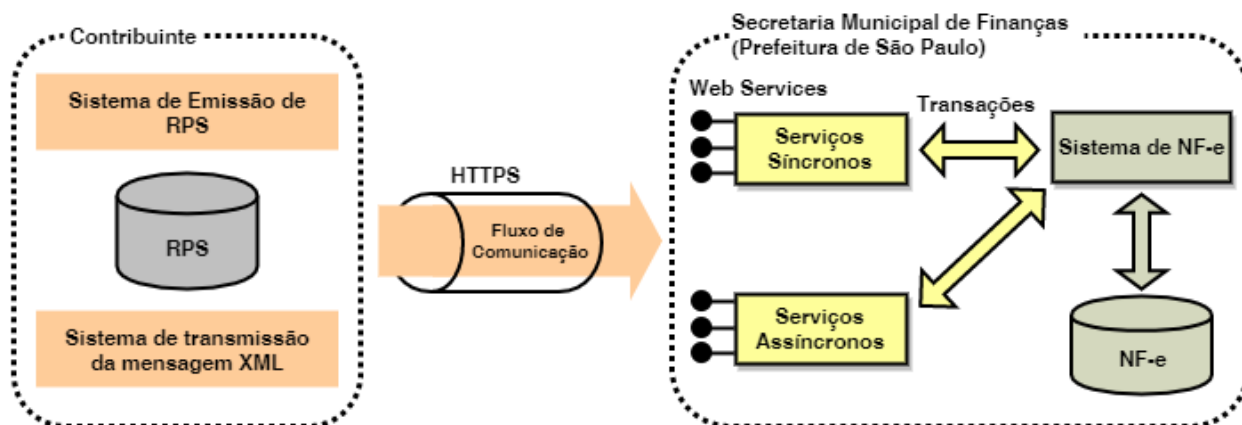 Contribuinte
Sistema de Emissão de
RPS
RPS
Sistema de transmissão
da mensagem XML
HTTPS
Fluxo de
Comunicação
Secretaria Municipal de Finanças
(Prefeitura de São Paulo)
Web Services
Transações
Serviços
Síncronos
Sistema de NF-e
Serviços
Assíncronos
NF-e